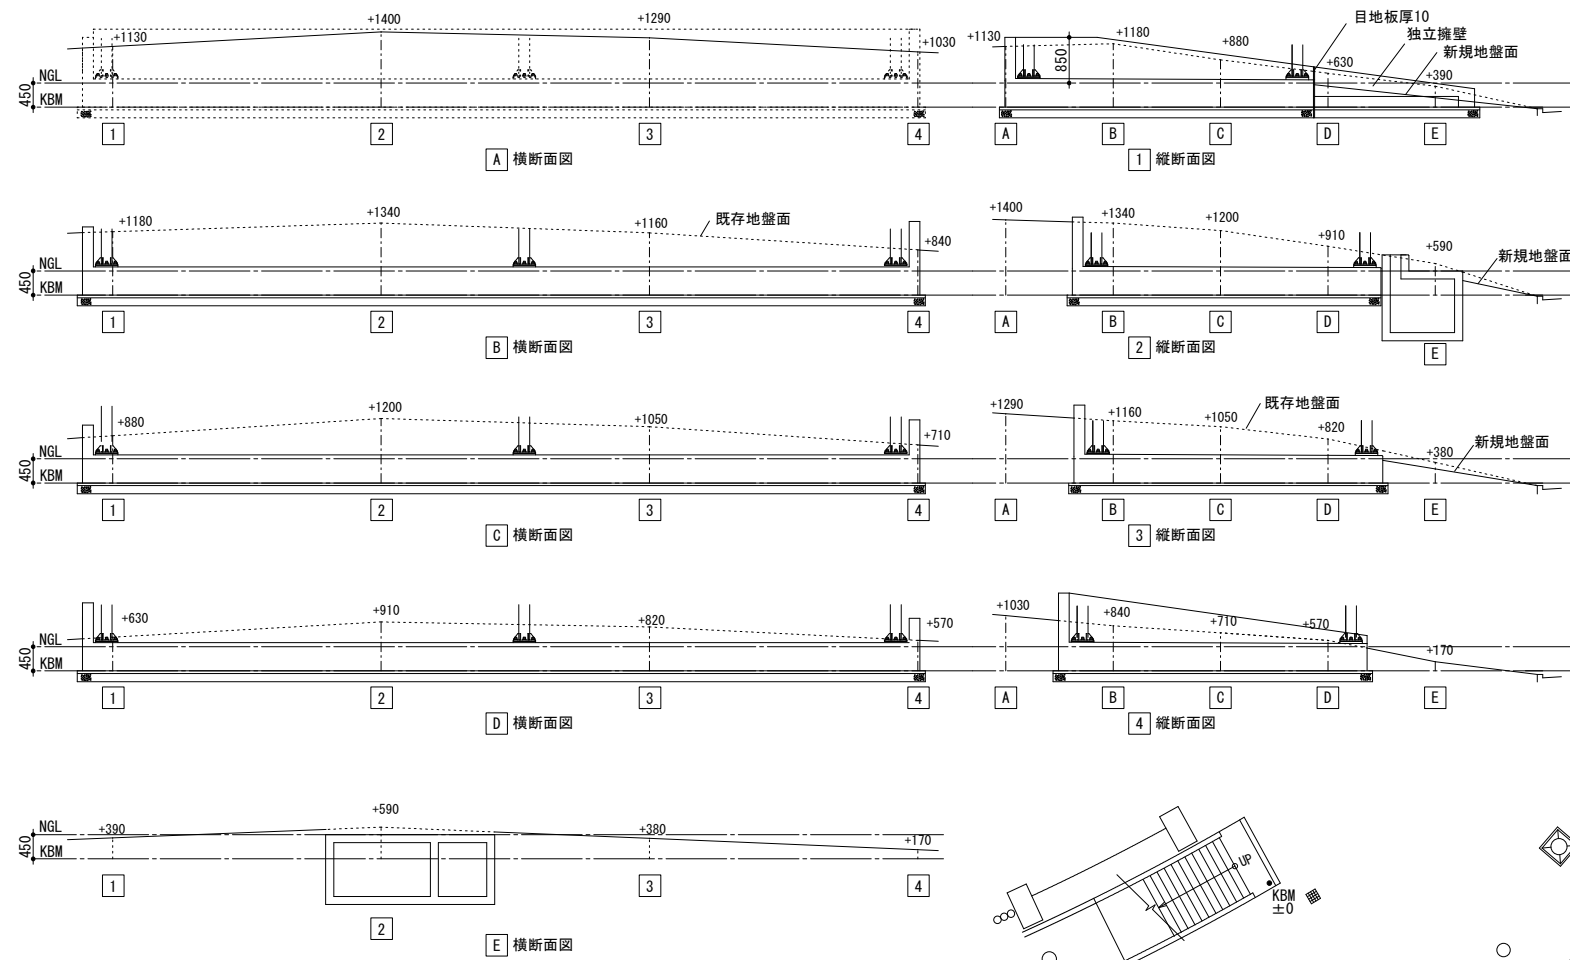 +1130
+1400
+1290
+1030
NGL
450
KBM
1
2
3
4
A 横断面図
+1130
+1180
850
+880
目地板厚10
独立擁壁
新規地盤面
+630
+390
A
B
C
D
E
1 縦断面図
+1180
+1340
+1160
既存地盤面
+840
NGL
450
KBM
1
2
3
4
B 横断面図
+1400
+1340
+1200
+910
+590
新規地盤面
A
B
C
D
E
2 縦断面図
+880
+1200
+1050
+710
NGL
450
KBM
1
2
3
4
C 横断面図
+1290
+1160
+1050
既存地盤面
+820
+380
新規地盤面
A
B
C
D
E
3 縦断面図
+630
+910
+820
+570
NGL
450
KBM
1
2
3
4
D 横断面図
+1030
+840
+710
+570
+170
A
B
C
D
E
4 縦断面図
NGL
450
KBM
+390
+590
+380
+170
1
2
3
4
E 横断面図
UP
KBM
±0